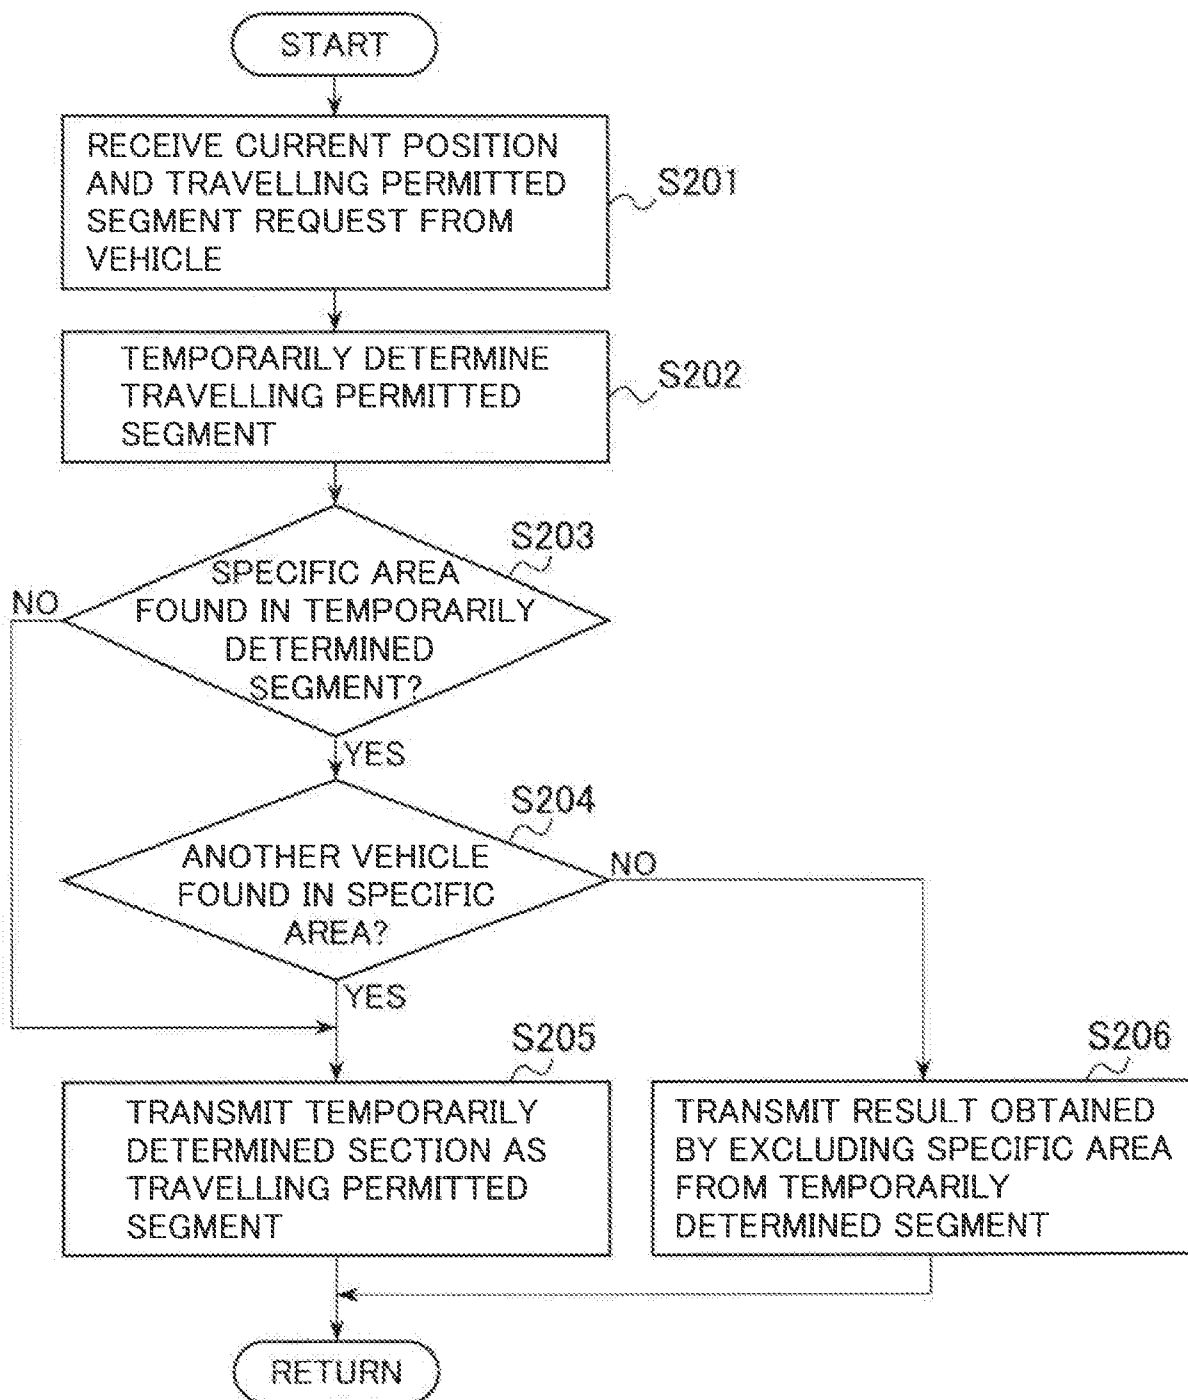 START
RECEIVE CURRENT POSITION
AND TRAVELLING PERMITTED
SEGMENT REQUEST FROM
VEHICLE
S201
TEMPORARILY DETERMINE
TRAVELLING PERMITTED
SEGMENT
S202
S203
SPECIFIC AREA
FOUND IN TEMPORARILY
DETERMINED
SEGMENT?
NO
YES
S204
ANOTHER VEHICLE
FOUND IN SPECIFIC
AREA?
NO
YES
S205
TRANSMIT TEMPORARILY
DETERMINED SECTION AS
TRAVELLING PERMITTED
SEGMENT
S206
TRANSMIT RESULT OBTAINED
BY EXCLUDING SPECIFIC AREA
FROM TEMPORARILY
DETERMINED SEGMENT
RETURN